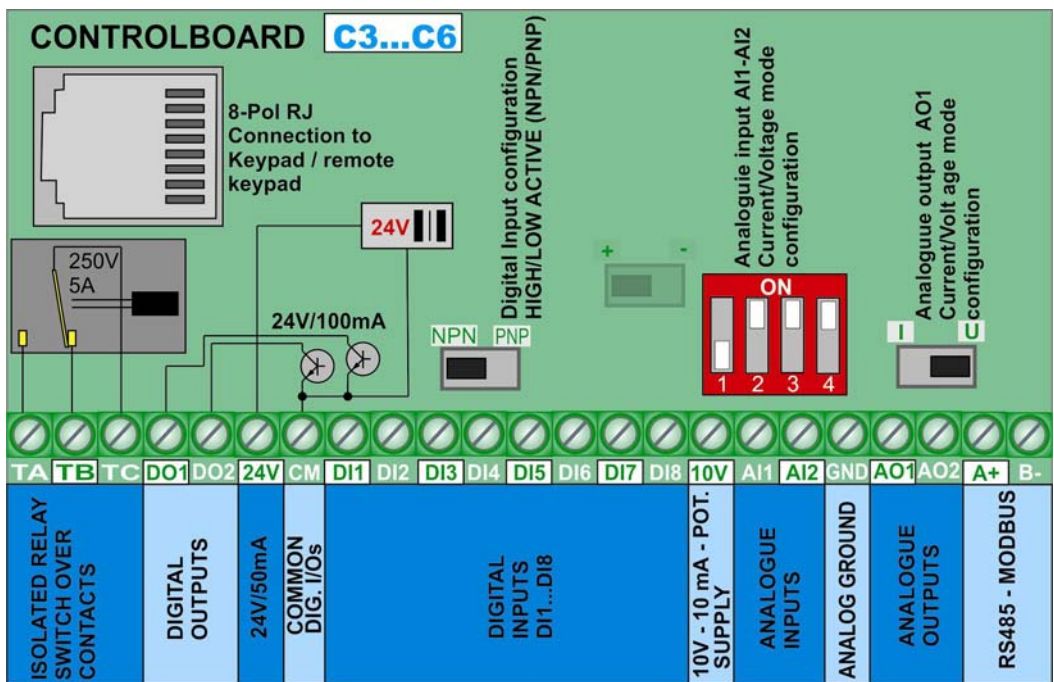 CONTROLBOARD C3...C6
8-Pol RJ
Connection to
Keypad / remote
keypad
Digital Input configuration
HIGH/LOW ACTIVE (NPN/PNP)
Analoguie input AI1-AI2
Current/Voltage mode
configuration
Analoguue output AO1
Current/Volt age mode
configuration
24V
250V
5A
24V/100mA
NPN PNP
+ -
ON
1 2 3 4
I U
TA TB TC DO1 DO2 24V CM DI1 DI2 DI3 DI4 DI5 DI6 DI7 DI8 10V AI1 AI2 GND AO1 AO2 A+ B-
ISOLATED RELAY
SWITCH OVER
CONTACTS
DIGITAL
OUTPUTS
24V/50mA
COMMON
DIG. I/Os
DIGITAL
INPUTS
DI1...DI8
10V - 10 mA - POT.
SUPPLY
ANALOGUE
INPUTS
ANALOG GROUND
ANALOGUE
OUTPUTS
RS485 - MODBUS